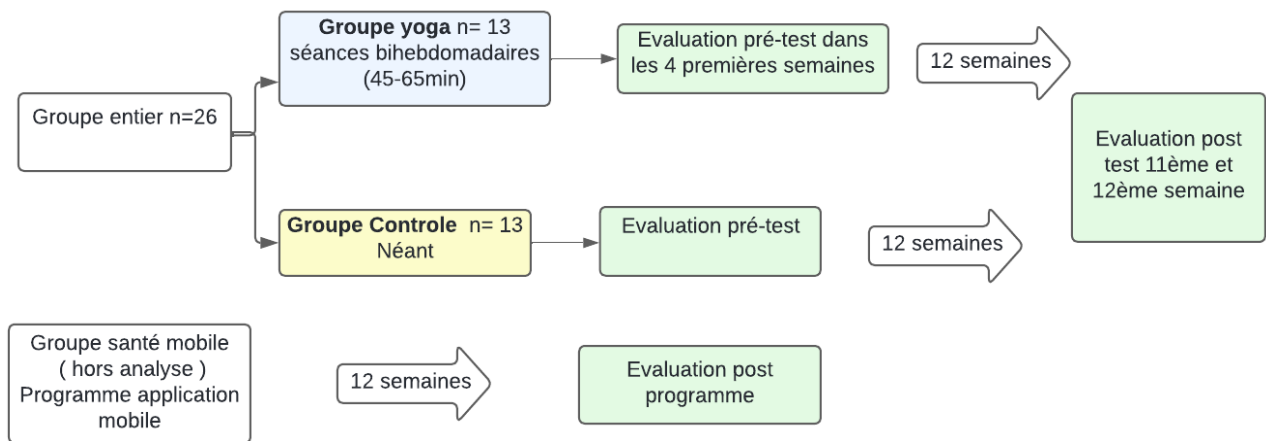 Groupe yoga n= 13
séances bihebdomadaires
(45-65min)
Evaluation pré-test dans
les 4 premières semaines
12 semaines
Groupe entier n=26
Evaluation post
test 11ème et
12ème semaine
Groupe Controle n= 13
Néant
Evaluation pré-test
12 semaines
Groupe santé mobile
( hors analyse )
Programme application
mobile
12 semaines
Evaluation post
programme